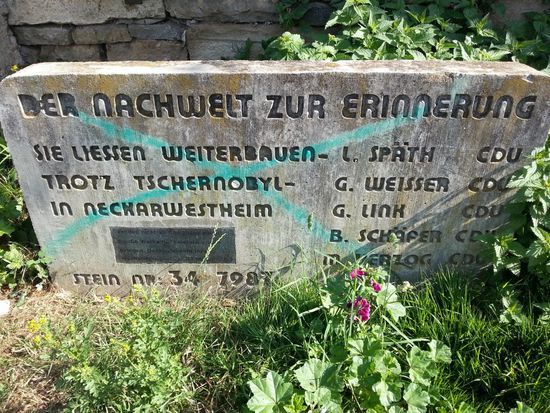 DER NACHWELT ZUR ERINNERUNG
SIE LIESSEN WEITERBAUEN- L. SPÄTH CDU
TROTZ TSCHERNOBYL- G. WEISSER CDU
IN NECKARWESTHEIM G. LINK CDU
B. SCHÄFER CDU
HERZOG CDU
STEIN NR. 34 1987